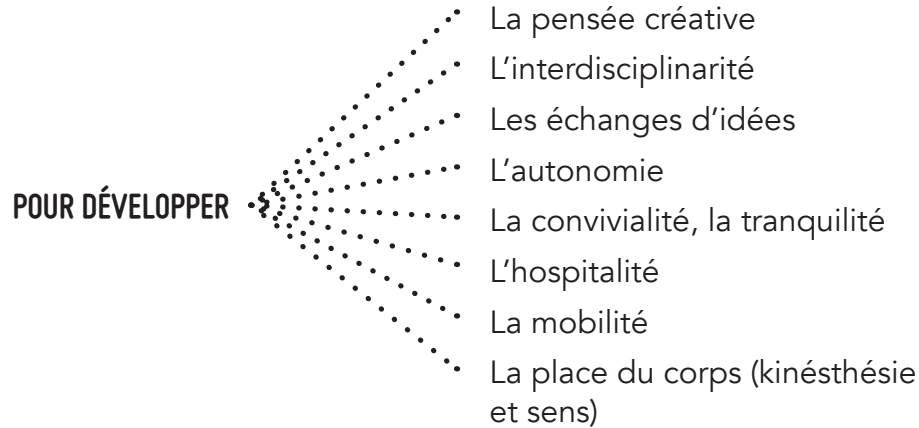 La pensée créative
L'interdisciplinarité
Les échanges d'idées
L'autonomie
POUR DÉVELOPPER
La convivialité, la tranquilité
L'hospitalité
La mobilité
La place du corps (kinésthésie
et sens)